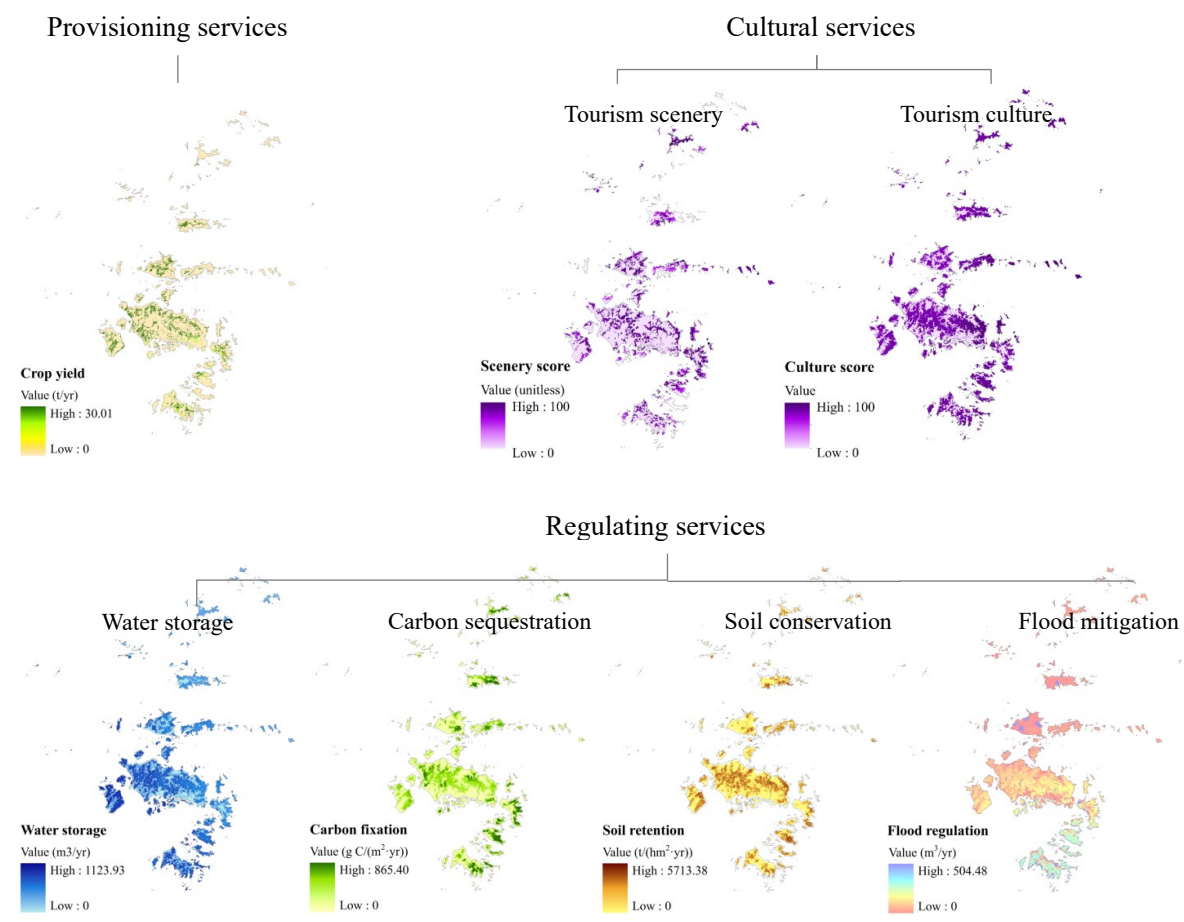 Provisioning services
Cultural services
Tourism scenery
Tourism culture
Crop yield
Value (t/yr)
High : 30.01
Low : 0
Scenery score
Value (unitless)
High : 100
Low : 0
Culture score
Value
High : 100
Low : 0
Regulating services
Water storage
Carbon sequestration
Soil conservation
Flood mitigation
Water storage
Value (m3/yr)
High : 1123.93
Low : 0
Carbon fixation
Value (g C/(m²·yr))
High : 865.40
Low : 0
Soil retention
Value (t/(hm²·yr))
High : 5713.38
Low : 0
Flood regulation
Value (m³/yr)
High : 504.48
Low : 0